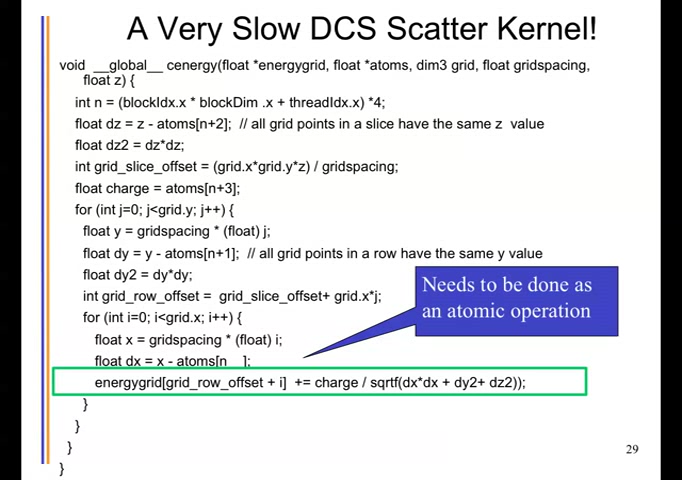 A Very Slow DCS Scatter Kernel!
void __global__ cenergy(float *energygrid, float *atoms, dim3 grid, float gridspacing,
float z) {
int n = (blockIdx.x * blockDim .x + threadIdx.x) *4;
float dz = z - atoms[n+2]; // all grid points in a slice have the same z value
float dz2 = dz*dz;
int grid_slice_offset = (grid.x*grid.y*z) / gridspacing;
float charge = atoms[n+3];
for (int j=0; j<grid.y; j++) {
float y = gridspacing * (float) j;
float dy = y - atoms[n+1]; // all grid points in a row have the same y value
float dy2 = dy*dy;
int grid_row_offset = grid_slice_offset+ grid.x*j;
for (int i=0; i<grid.x; i++) {
float x = gridspacing * (float) i;
float dx = x - atoms[n ];
energygrid[grid_row_offset + i] += charge / sqrtf(dx*dx + dy2+ dz2));
}
}
}
}
Needs to be done as
an atomic operation
29